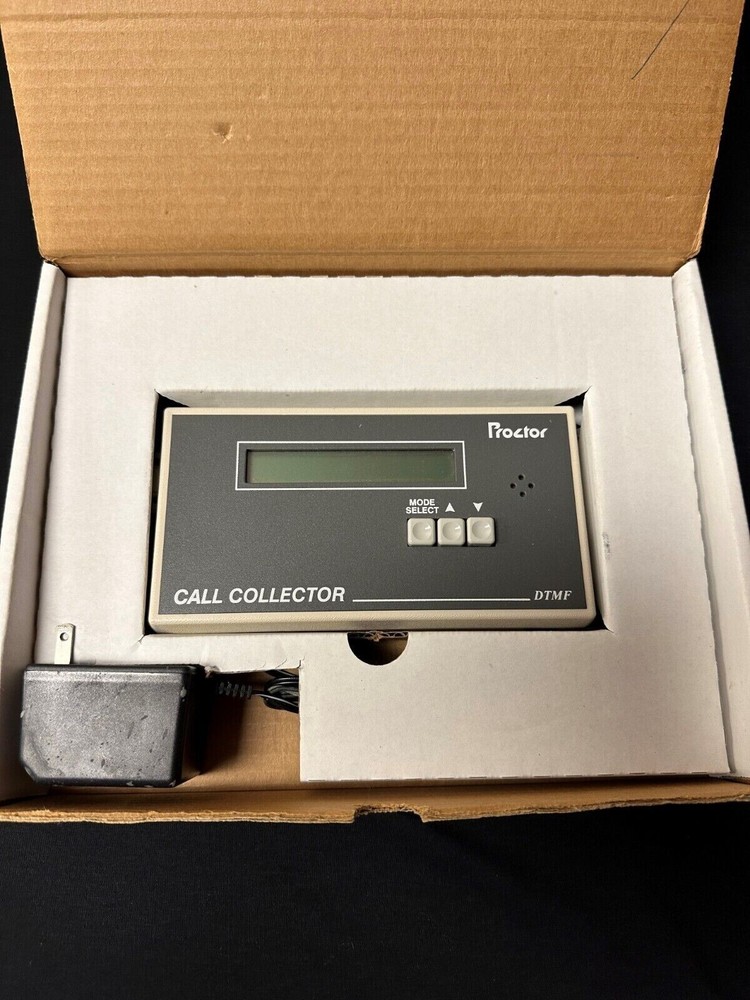 Proctor
MODE
SELECT ▲ ▼
CALL COLLECTOR DTMF